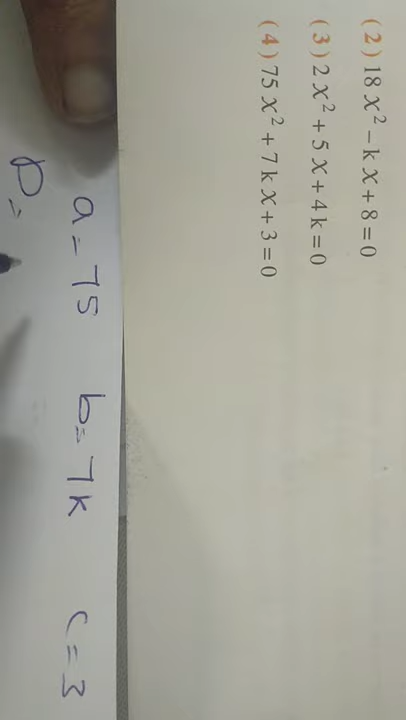 (2) 18x² − kx + 8 = 0
(3) 2x² + 5x + 4k = 0
(4) 75x² + 7kx + 3 = 0
a = 75 b = 7k c = 3
D =